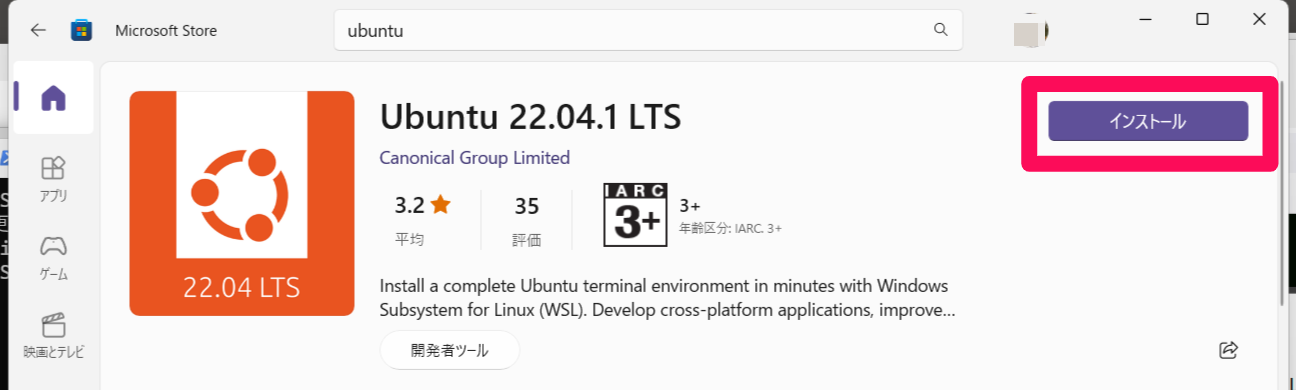 Microsoft Store
ubuntu
Ubuntu 22.04.1 LTS
インストール
Canonical Group Limited
3.2
平均
35
評価
IARC
3+
3+
年齢区分: IARC. 3+
22.04 LTS
Install a complete Ubuntu terminal environment in minutes with Windows
Subsystem for Linux (WSL). Develop cross-platform applications, improve...
開発者ツール
アプリ
ゲーム
映画とテレビ